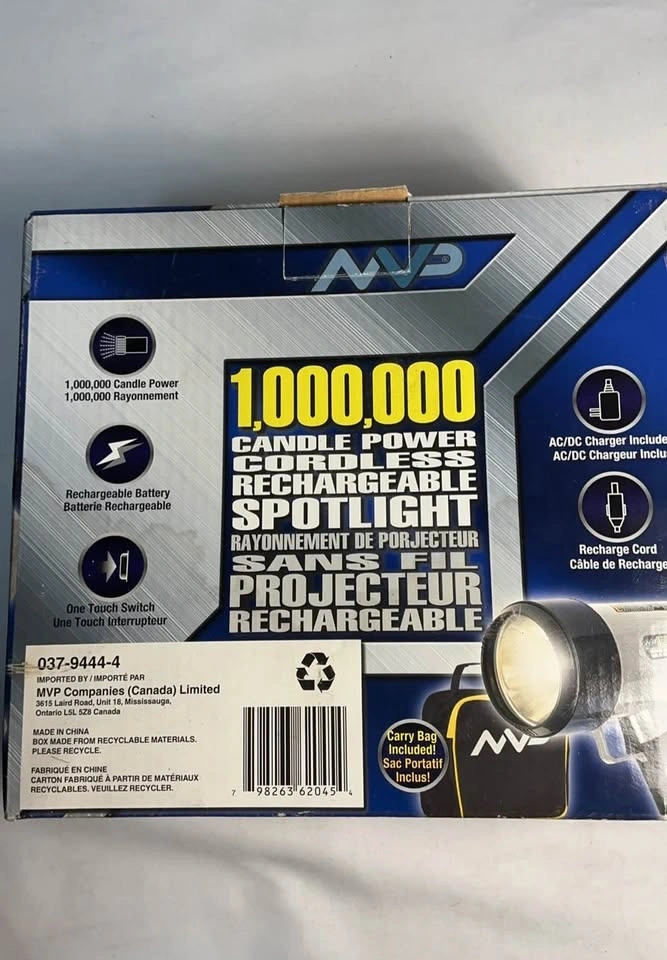 MVP
1,000,000 Candle Power
1,000,000 Rayonnement
Rechargeable Battery
Batterie Rechargeable
One Touch Switch
Une Touch Interrupteur
1,000,000
CANDLE POWER
CORDLESS
RECHARGEABLE
SPOTLIGHT
RAYONNEMENT DE PORJECTEUR
SANS FIL
PROJECTEUR
RECHARGEABLE
AC/DC Charger Include
AC/DC Chargeur Inclu
Recharge Cord
Câble de Recharge
037-9444-4
IMPORTED BY / IMPORTÉ PAR
MVP Companies (Canada) Limited
3615 Laird Road, Unit 18, Mississauga,
Ontario L5L 5Z8 Canada
MADE IN CHINA
BOX MADE FROM RECYCLABLE MATERIALS.
PLEASE RECYCLE.
FABRIQUÉ EN CHINE
CARTON FABRIQUÉ À PARTIR DE MATÉRIAUX
RECYCLABLES. VEUILLEZ RECYCLER.
7 98263 62045 4
Carry Bag
Included!
Sac Portatif
Inclus!
MVP